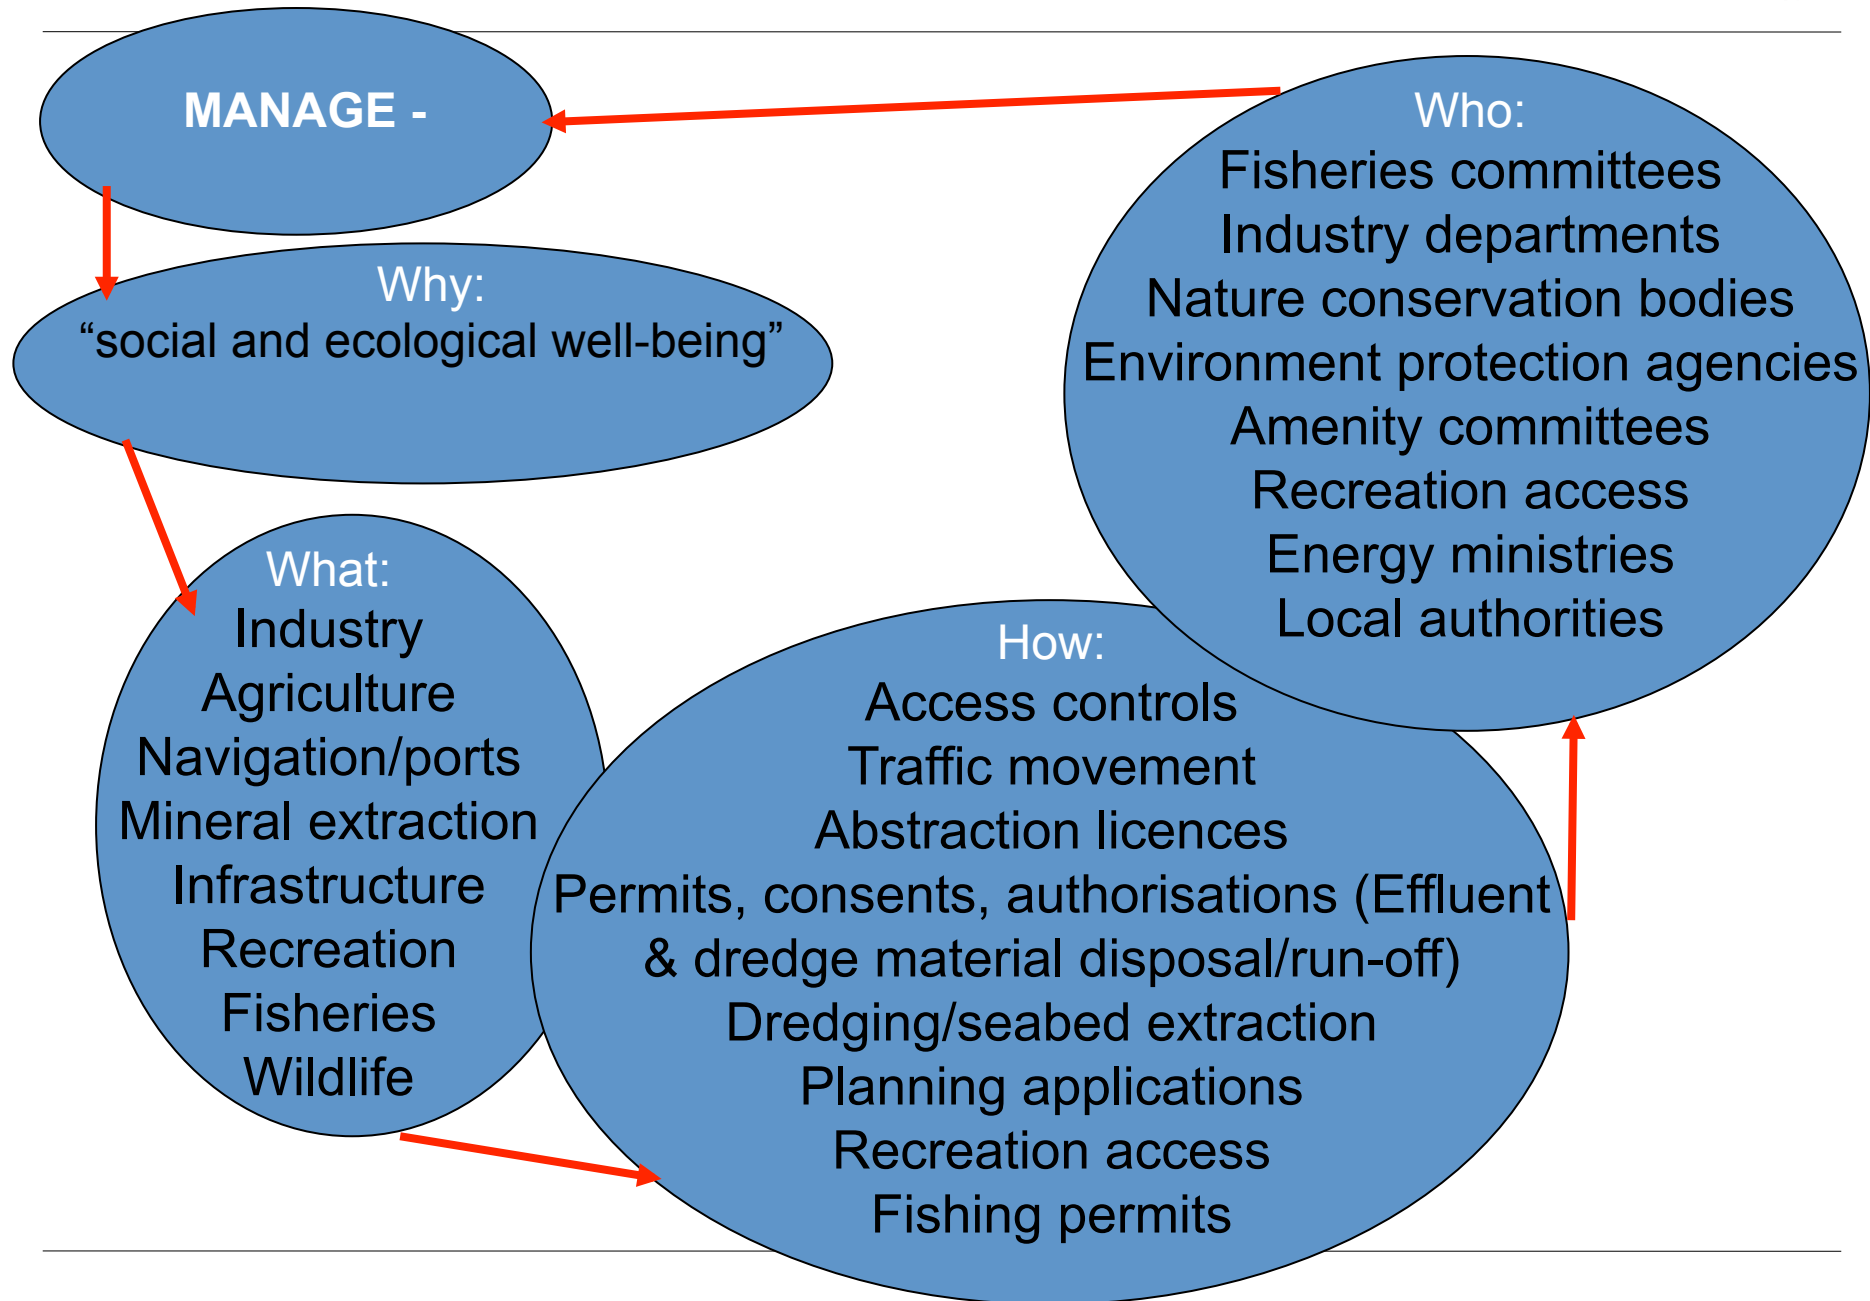 MANAGE -
Why:
“social and ecological well-being”
What:
Industry
Agriculture
Navigation/ports
Mineral extraction
Infrastructure
Recreation
Fisheries
Wildlife
How:
Access controls
Traffic movement
Abstraction licences
Permits, consents, authorisations (Effluent
& dredge material disposal/run-off)
Dredging/seabed extraction
Planning applications
Recreation access
Fishing permits
Who:
Fisheries committees
Industry departments
Nature conservation bodies
Environment protection agencies
Amenity committees
Recreation access
Energy ministries
Local authorities